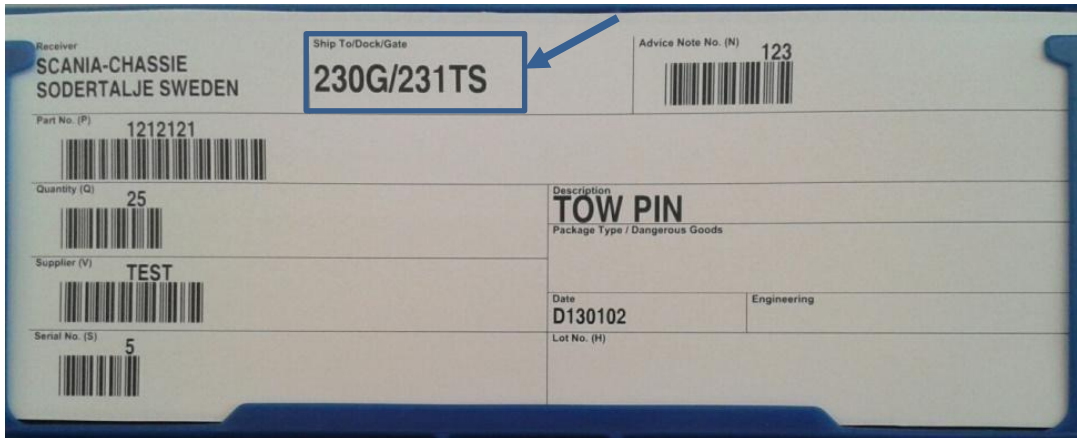 Receiver
SCANIA-CHASSIE
SODERTALJE SWEDEN
Ship To/Dock/Gate
230G/231TS
Advice Note No. (N)
123
Part No. (P)
1212121
Quantity (Q)
25
Description
TOW PIN
Package Type / Dangerous Goods
Supplier (V)
TEST
Date
D130102
Engineering
Serial No. (S)
5
Lot No. (H)